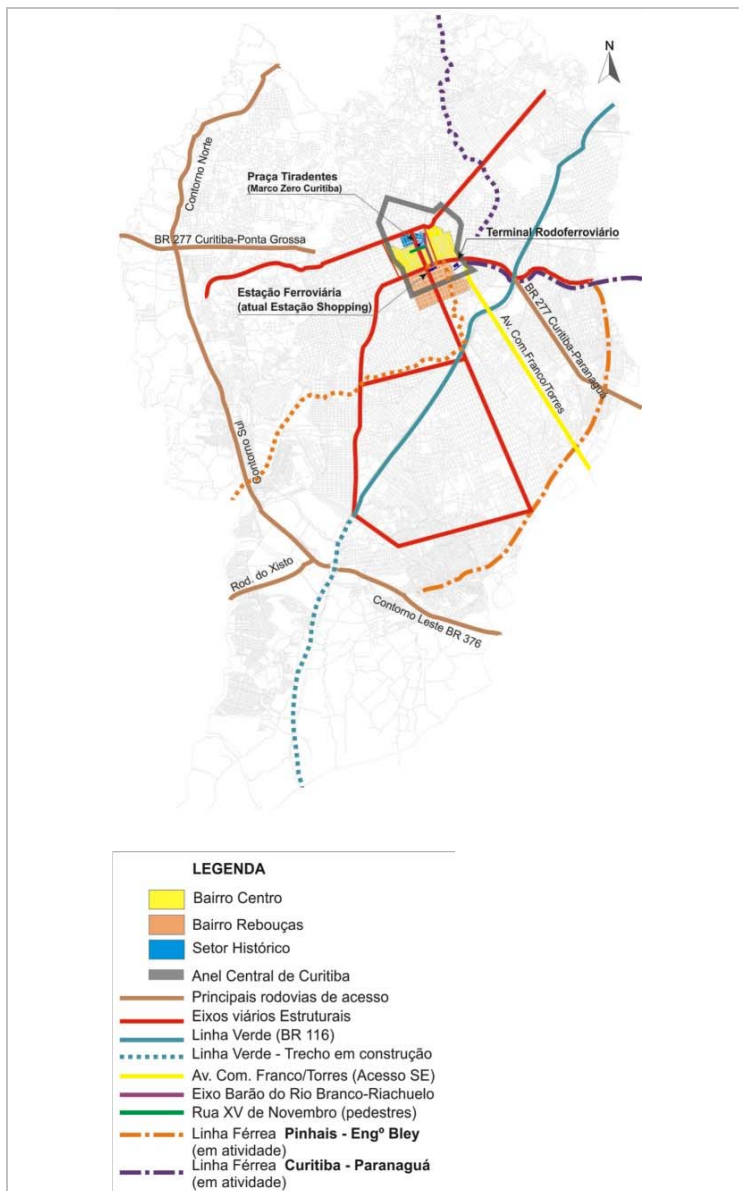 N
Contorno Norte
Praça Tiradentes
(Marco Zero Curitiba)
BR 277 Curitiba-Ponta Grossa
Terminal Rodoferroviário
Estação Ferroviária
(atual Estação Shopping)
BR 277 Curitiba-Paranaguá
Av. Com.Franco/Torres
Contorno Sul
Rod. do Xisto
Contorno Leste BR 376
LEGENDA
Bairro Centro
Bairro Rebouças
Setor Histórico
Anel Central de Curitiba
Principais rodovias de acesso
Eixos viários Estruturais
Linha Verde (BR 116)
Linha Verde - Trecho em construção
Av. Com. Franco/Torres (Acesso SE)
Eixo Barão do Rio Branco-Riachuelo
Rua XV de Novembro (pedestres)
Linha Férrea Pinhais - Engº Bley
(em atividade)
Linha Férrea Curitiba - Paranaguá
(em atividade)